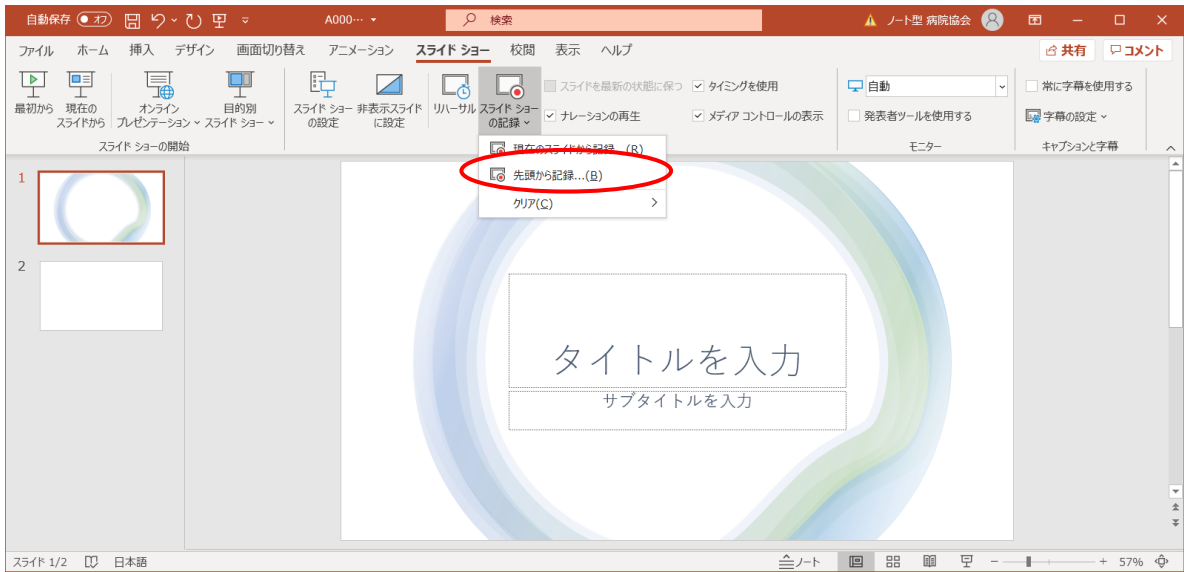 自動保存 オフ A000… 検索 ノート型 病院協会
ファイル ホーム 挿入 デザイン 画面切り替え アニメーション スライド ショー 校閲 表示 ヘルプ 共有 コメント
最初から
現在の
スライドから
オンライン
プレゼンテーション
目的別
スライド ショー
スライド ショー
の設定
非表示スライド
に設定
リハーサル
スライド ショー
の記録
スライドを最新の状態に保つ
ナレーションの再生
タイミングを使用
メディア コントロールの表示
自動
発表者ツールを使用する
常に字幕を使用する
字幕の設定
スライド ショーの開始 モニター キャプションと字幕
現在のスライドから記録...(R)
先頭から記録...(B)
クリア(C)
1
2
タイトルを入力
サブタイトルを入力
スライド 1/2 日本語 ノート 57%